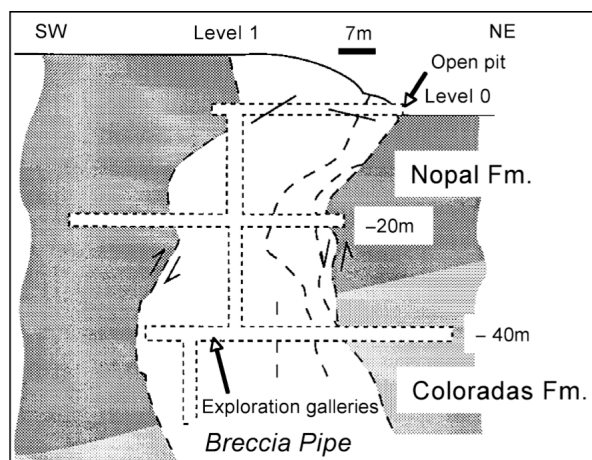 SW
Level 1
7m
NE
Open pit
Level 0
Nopal Fm.
–20m
– 40m
Coloradas Fm.
Exploration galleries
Breccia Pipe